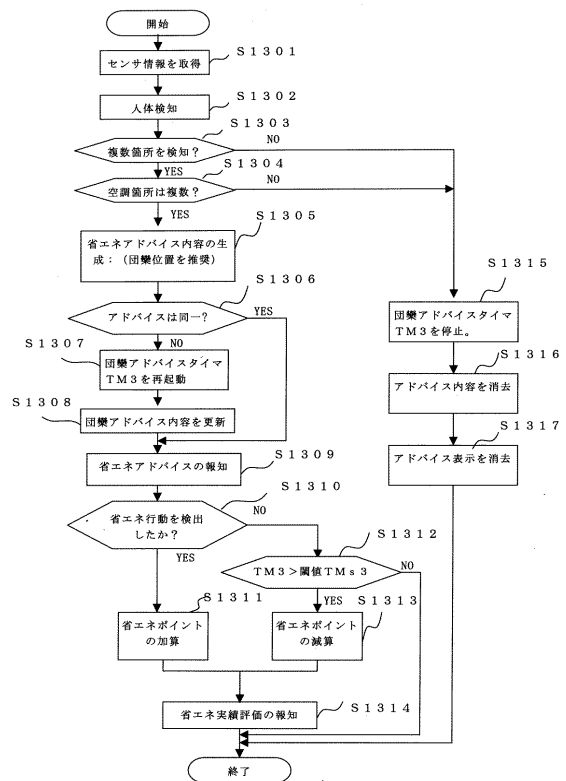 開始
S1301
センサ情報を取得
S1302
人体検知
S1303
複数箇所を検知？
NO
YES
S1304
空調箇所は複数？
NO
YES
S1305
省エネアドバイス内容の生
成：（団欒位置を推奨）
S1306
アドバイスは同一？
YES
NO
S1307
団欒アドバイスタイマ
TM3を再起動
S1308
団欒アドバイス内容を更新
S1309
省エネアドバイスの報知
S1310
省エネ行動を検出
したか？
NO
YES
S1312
TM3＞閾値TMs3
NO
YES
S1311
省エネポイント
の加算
S1313
省エネポイント
の減算
S1314
省エネ実績評価の報知
S1315
団欒アドバイスタイマ
TM3を停止。
S1316
アドバイス内容を消去
S1317
アドバイス表示を消去
終了